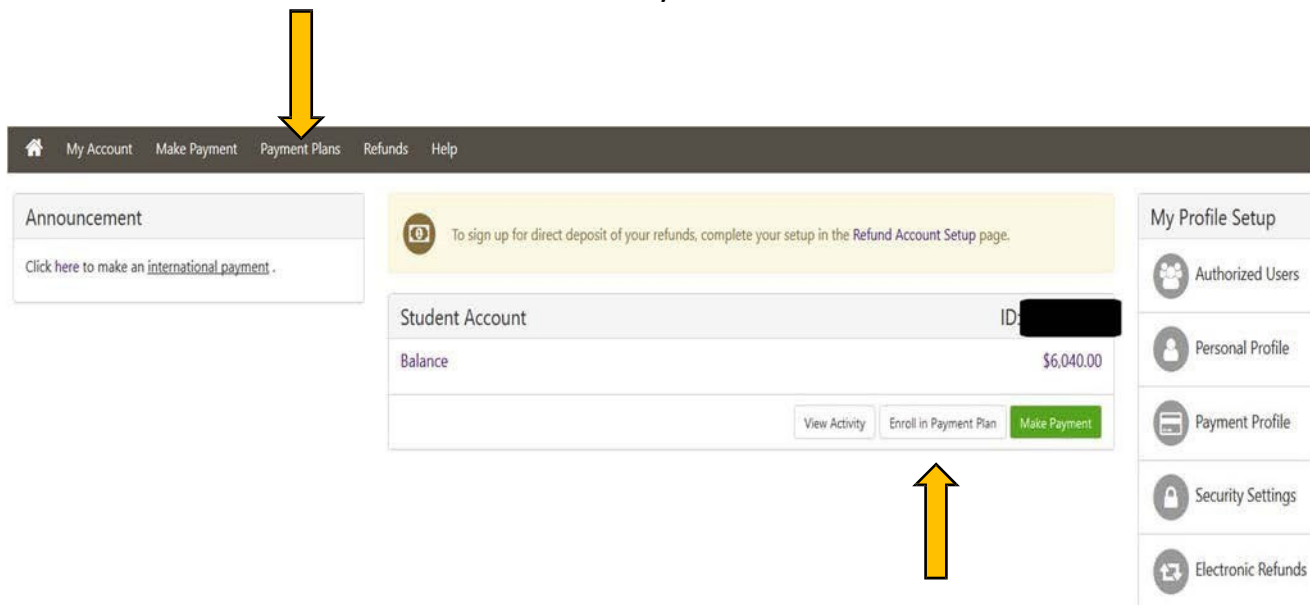 My Account Make Payment Payment Plans Refunds Help
Announcement
Click here to make an international payment .
To sign up for direct deposit of your refunds, complete your setup in the Refund Account Setup page.
Student Account ID:
Balance $6,040.00
View Activity Enroll in Payment Plan Make Payment
My Profile Setup
Authorized Users
Personal Profile
Payment Profile
Security Settings
Electronic Refunds